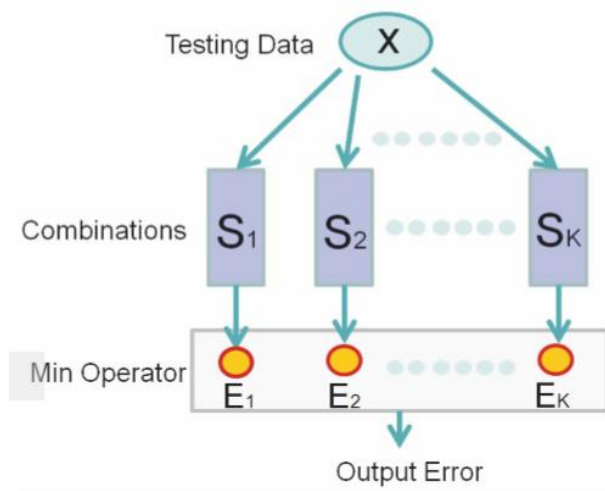 Testing Data X
Combinations S1 S2 SK
Min Operator E1 E2 EK
Output Error